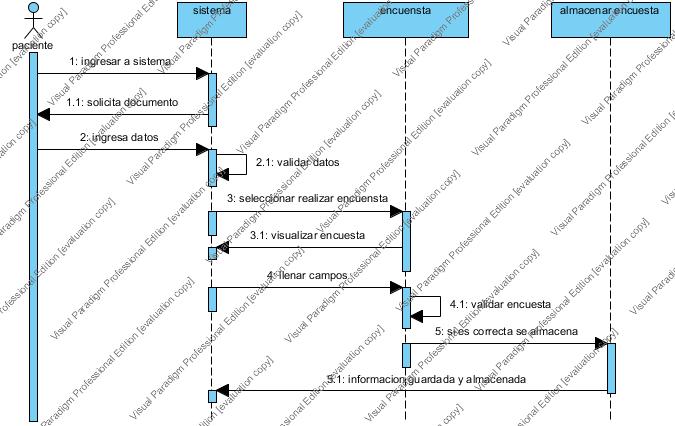 sistema
encuensta
almacenar encuesta
paciente
1: ingresar a sistema
1.1: solicita documento
2: ingresa datos
2.1: validar datos
3: seleccionar realizar encuensta
3.1: visualizar encuesta
4: llenar campos
4.1: validar encuesta
5: si es correcta se almacena
5.1: informacion guardada y almacenada
Visual Paradigm Professional Edition [evaluation copy]